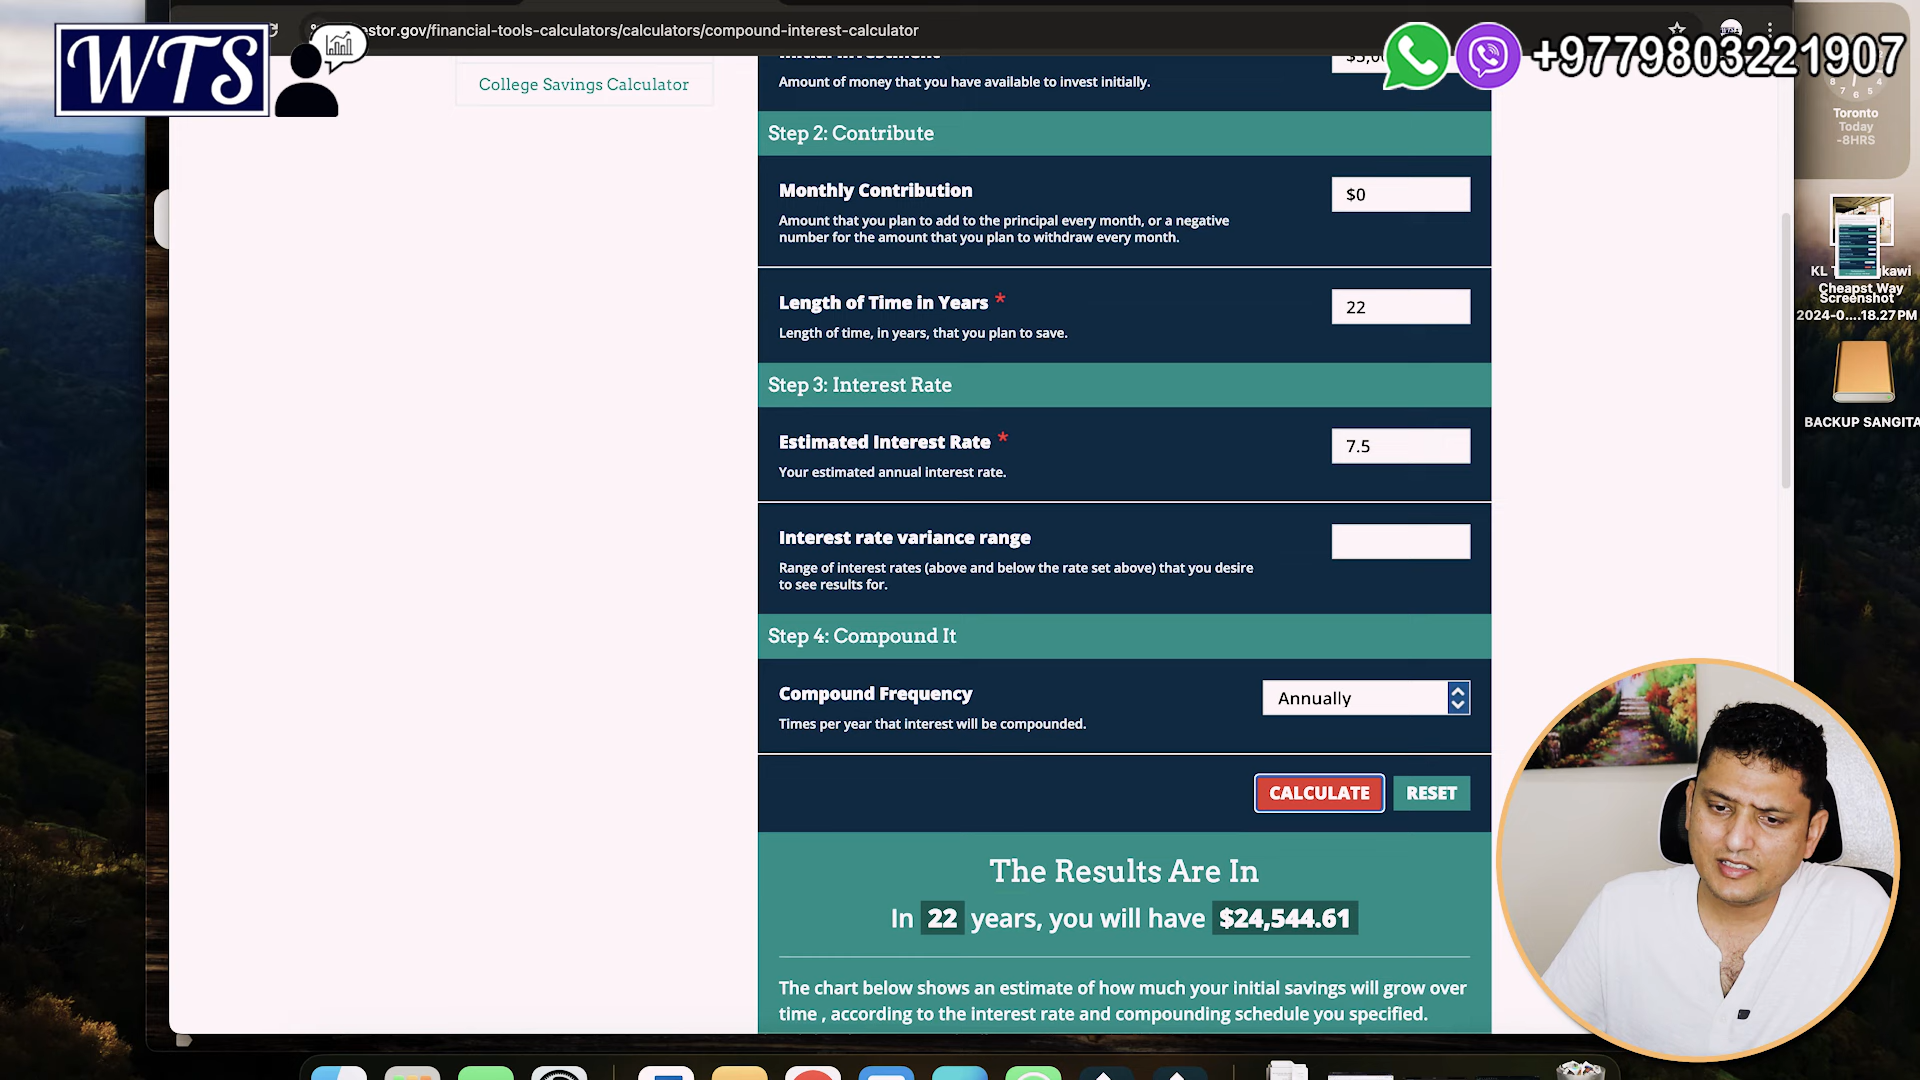 WTS
estor.gov/financial-tools-calculators/calculators/compound-interest-calculator
+9779803221907
College Savings Calculator
Amount of money that you have available to invest initially.
Step 2: Contribute
Monthly Contribution
$0
Amount that you plan to add to the principal every month, or a negative
number for the amount that you plan to withdraw every month.
Length of Time in Years *
22
Length of time, in years, that you plan to save.
Step 3: Interest Rate
Estimated Interest Rate *
7.5
Your estimated annual interest rate.
Interest rate variance range
Range of interest rates (above and below the rate set above) that you desire
to see results for.
Step 4: Compound It
Compound Frequency
Annually
Times per year that interest will be compounded.
CALCULATE
RESET
The Results Are In
In 22 years, you will have $24,544.61
The chart below shows an estimate of how much your initial savings will grow over
time , according to the interest rate and compounding schedule you specified.
8 7 6 5 4
Toronto
Today
-8HRS
KL
Cheapst Way
Screenshot
2024-0....18.27 PM
BACKUP SANGITA